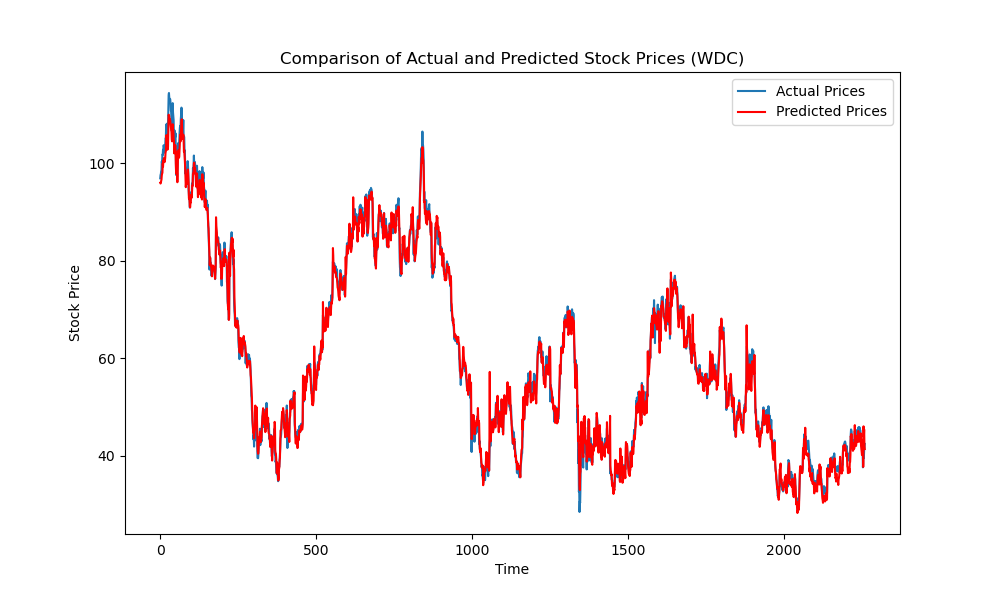 Comparison of Actual and Predicted Stock Prices (WDC)
Actual Prices
Predicted Prices
100
80
60
40
Stock Price
0 500 1000 1500 2000
Time